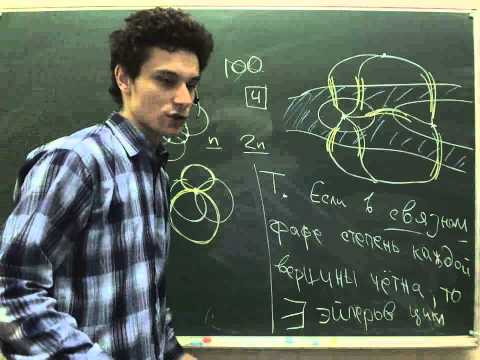 100.
4
n 2n
Т. Если в связном
графе степень каждой
вершины чётна, то
∃ эйлеров цикл